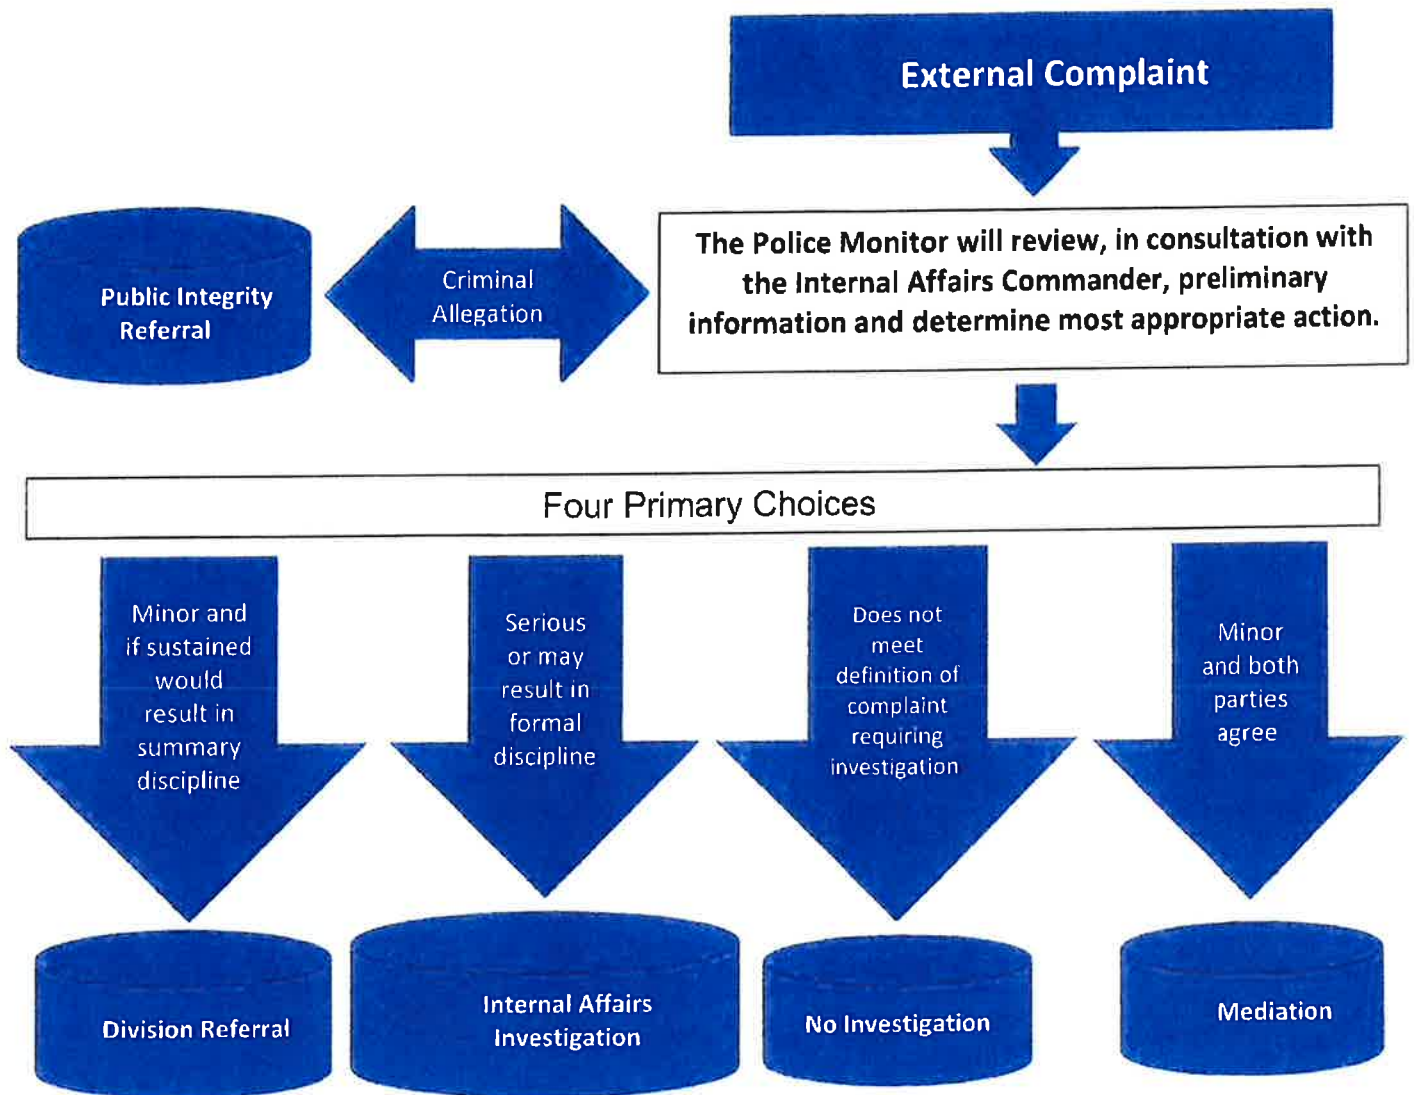 External Complaint
The Police Monitor will review, in consultation with
the Internal Affairs Commander, preliminary
information and determine most appropriate action.
Criminal
Allegation
Public Integrity
Referral
Four Primary Choices
Minor and
if sustained
would
result in
summary
discipline
Serious
or may
result in
formal
discipline
Does not
meet
definition of
complaint
requiring
investigation
Minor
and both
parties
agree
Division Referral
Internal Affairs
Investigation
No Investigation
Mediation